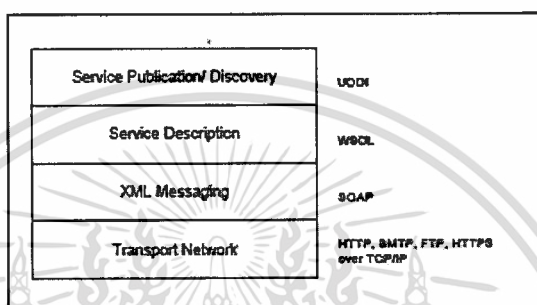 Service Publication/ Discovery
UDDI
Service Description
WSDL
XML Messaging
SOAP
Transport Network
HTTP, SMTP, FTP, HTTPS
over TCP/IP